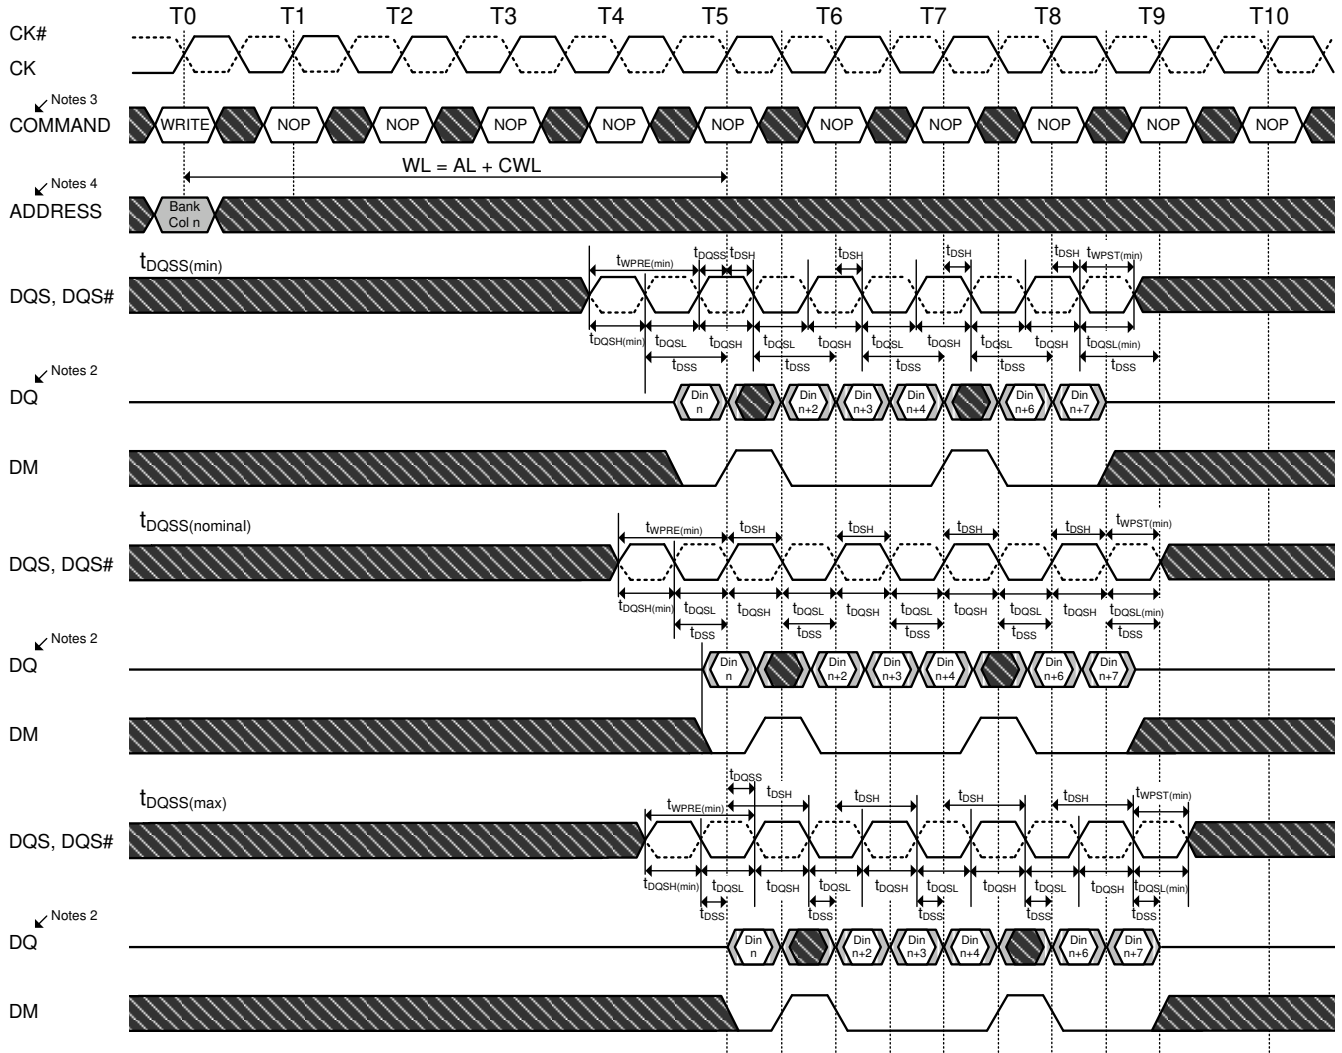 T0 T1 T2 T3 T4 T5 T6 T7 T8 T9 T10
CK#
CK
Notes 3
COMMAND WRITE NOP NOP NOP NOP NOP NOP NOP NOP NOP NOP
WL = AL + CWL
Notes 4
ADDRESS Bank Col n
tDQSS(min) tWPRE(min) tDQSS tDSH tDSH tDSH tDSH tWPST(min)
DQS, DQS#
tDQSH(min) tDQSL tDQSH tDQSL tDQSH tDQSL tDQSH tDQSL tDQSH tDQSL(min)
tDSS tDSS tDSS tDSS tDSS
Notes 2
DQ Din n Din n+2 Din n+3 Din n+4 Din n+6 Din n+7
DM
tDQSS(nominal) tWPRE(min) tDSH tDSH tDSH tDSH tWPST(min)
DQS, DQS#
tDQSH(min) tDQSL tDQSH tDQSL tDQSH tDQSL tDQSH tDQSL tDQSH tDQSL(min)
tDSS tDSS tDSS tDSS tDSS
Notes 2
DQ Din n Din n+2 Din n+3 Din n+4 Din n+6 Din n+7
DM
tDQSS
tDQSS(max) tWPRE(min) tDSH tDSH tDSH tDSH tWPST(min)
DQS, DQS#
tDQSH(min) tDQSL tDQSH tDQSL tDQSH tDQSL tDQSH tDQSL tDQSH tDQSL(min)
tDSS tDSS tDSS tDSS tDSS
Notes 2
DQ Din n Din n+2 Din n+3 Din n+4 Din n+6 Din n+7
DM